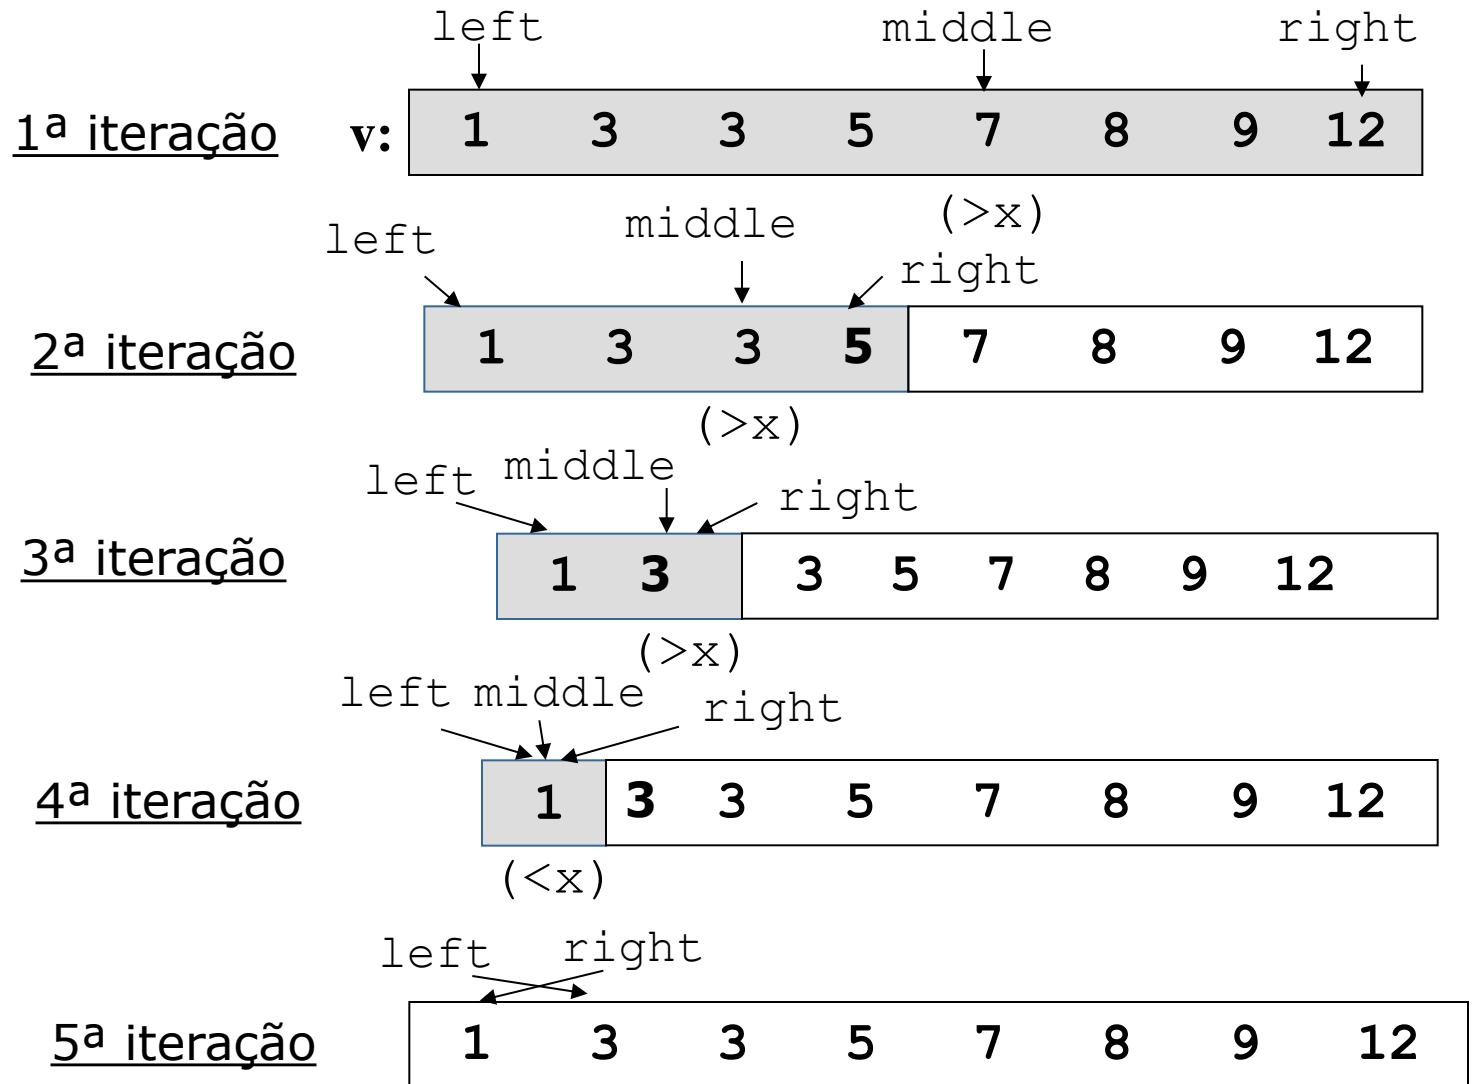 left middle right
1ª iteração v: 1 3 3 5 7 8 9 12
(>x)
left middle right
2ª iteração 1 3 3 5 7 8 9 12
(>x)
left middle right
3ª iteração 1 3 3 5 7 8 9 12
(>x)
left middle right
4ª iteração 1 3 3 5 7 8 9 12
(<x)
left right
5ª iteração 1 3 3 5 7 8 9 12